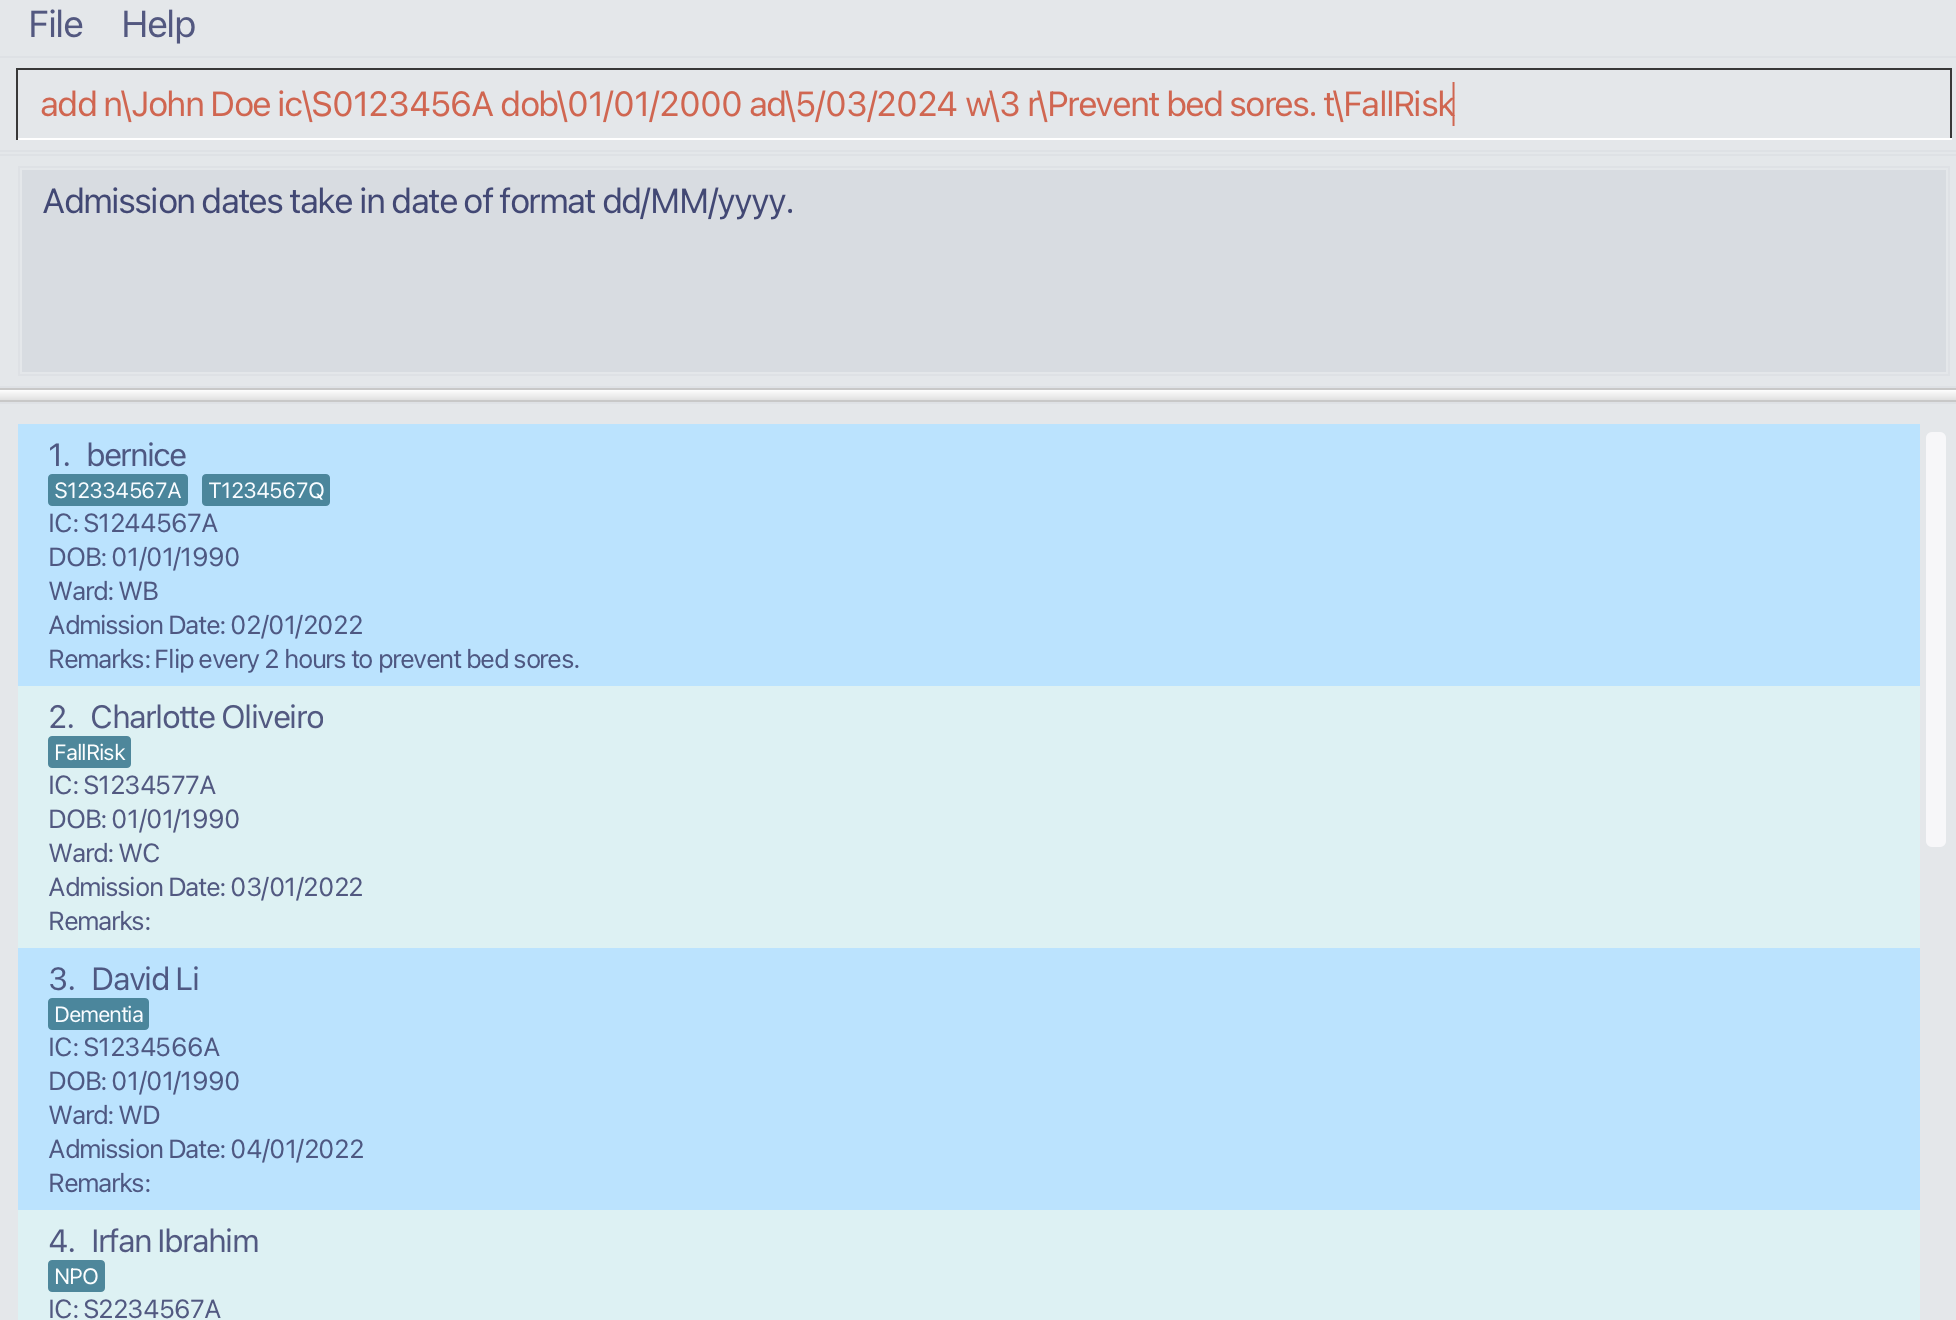 File Help
add n\John Doe ic\S0123456A dob\01/01/2000 ad\5/03/2024 w\3 r\Prevent bed sores. t\FallRisk
Admission dates take in date of format dd/MM/yyyy.
1. bernice
S12334567A T1234567Q
IC: S1244567A
DOB: 01/01/1990
Ward: WB
Admission Date: 02/01/2022
Remarks: Flip every 2 hours to prevent bed sores.
2. Charlotte Oliveiro
FallRisk
IC: S1234577A
DOB: 01/01/1990
Ward: WC
Admission Date: 03/01/2022
Remarks:
3. David Li
Dementia
IC: S1234566A
DOB: 01/01/1990
Ward: WD
Admission Date: 04/01/2022
Remarks:
4. Irfan Ibrahim
NPO
IC: S2234567A